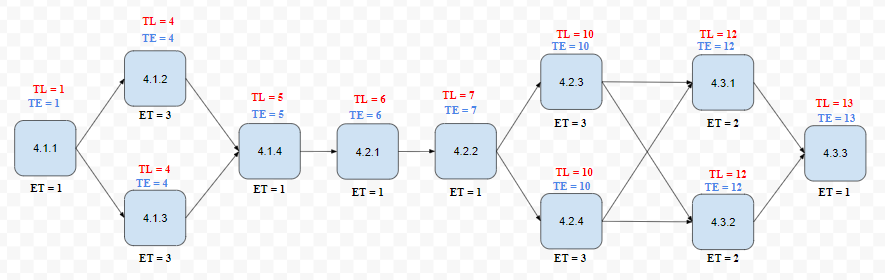 TL = 1
TE = 1
4.1.1
ET = 1
TL = 4
TE = 4
4.1.2
ET = 3
TL = 4
TE = 4
4.1.3
ET = 3
TL = 5
TE = 5
4.1.4
ET = 1
TL = 6
TE = 6
4.2.1
ET = 1
TL = 7
TE = 7
4.2.2
ET = 1
TL = 10
TE = 10
4.2.3
ET = 3
TL = 10
TE = 10
4.2.4
ET = 3
TL = 12
TE = 12
4.3.1
ET = 2
TL = 12
TE = 12
4.3.2
ET = 2
TL = 13
TE = 13
4.3.3
ET = 1